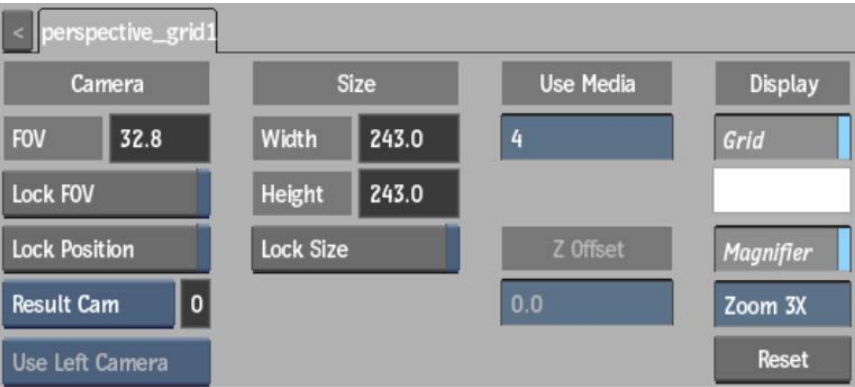 < perspective_grid1
Camera Size Use Media Display
FOV 32.8 Width 243.0 4 Grid
Lock FOV Height 243.0
Lock Position Lock Size Z Offset Magnifier
Result Cam 0 0.0 Zoom 3X
Use Left Camera Reset